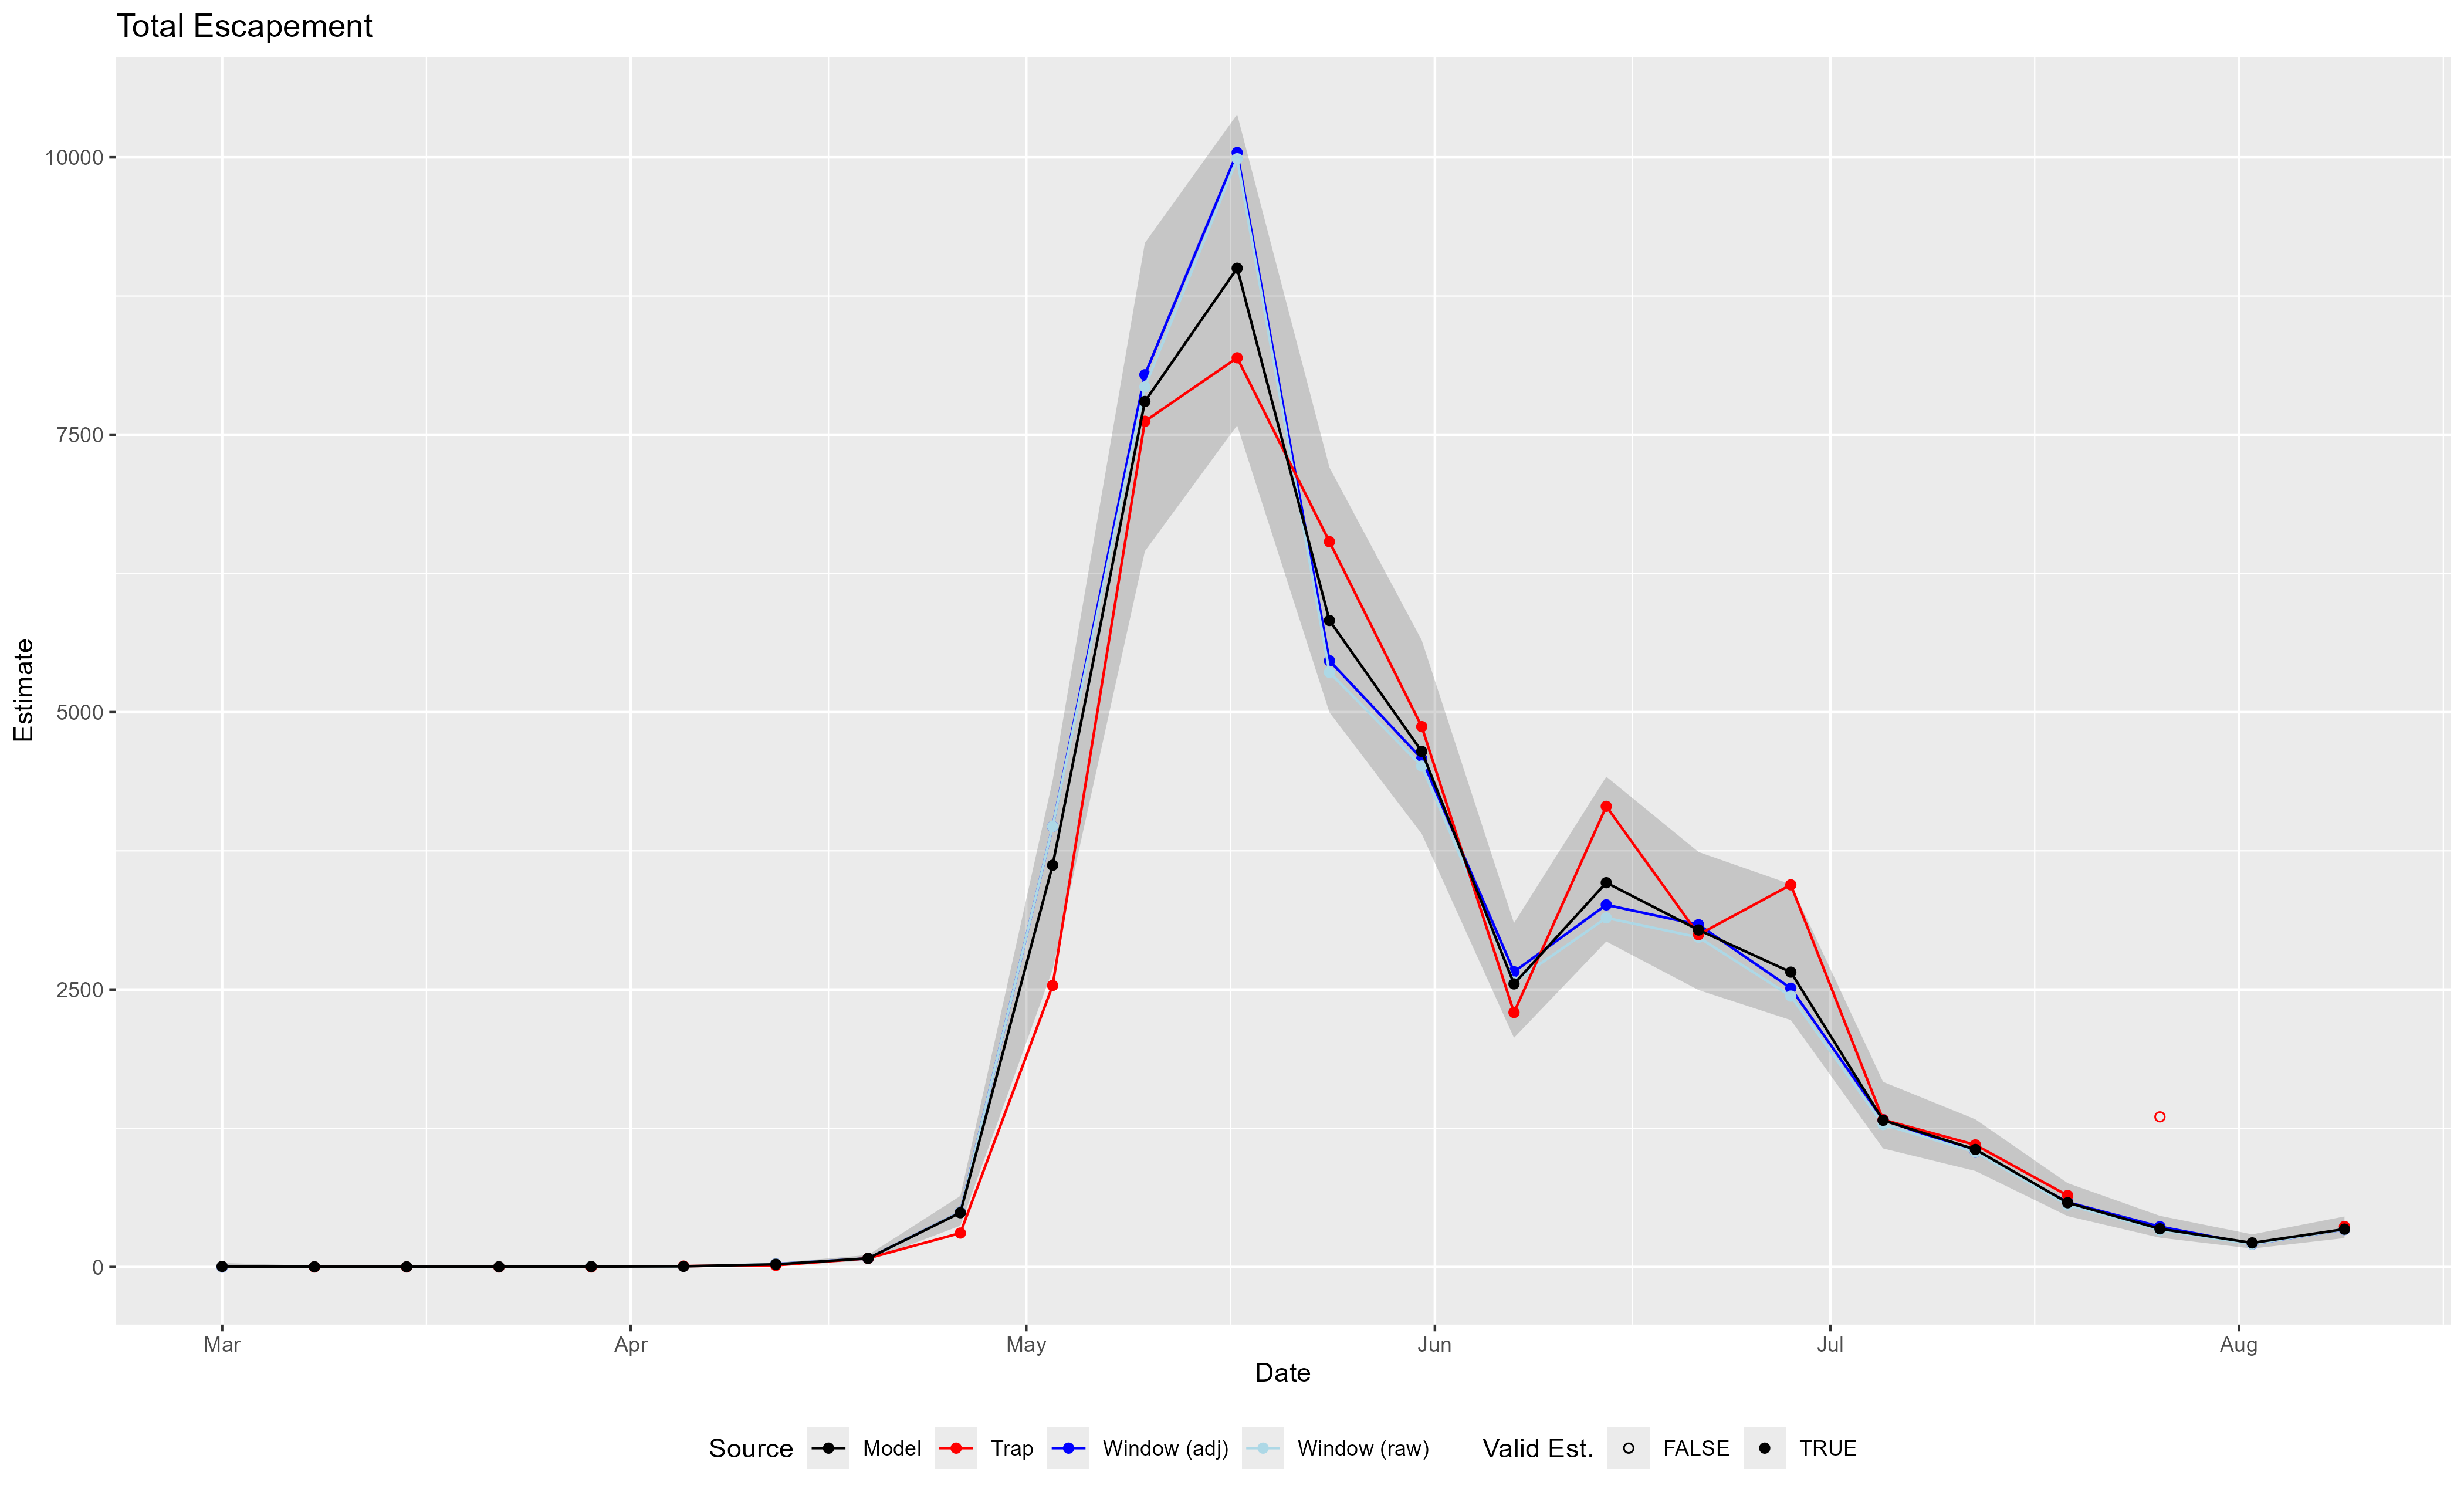 Total Escapement
10000
7500
5000
2500
0
Estimate
Mar Apr May Jun Jul Aug
Date
Source Model Trap Window (adj) Window (raw) Valid Est. FALSE TRUE